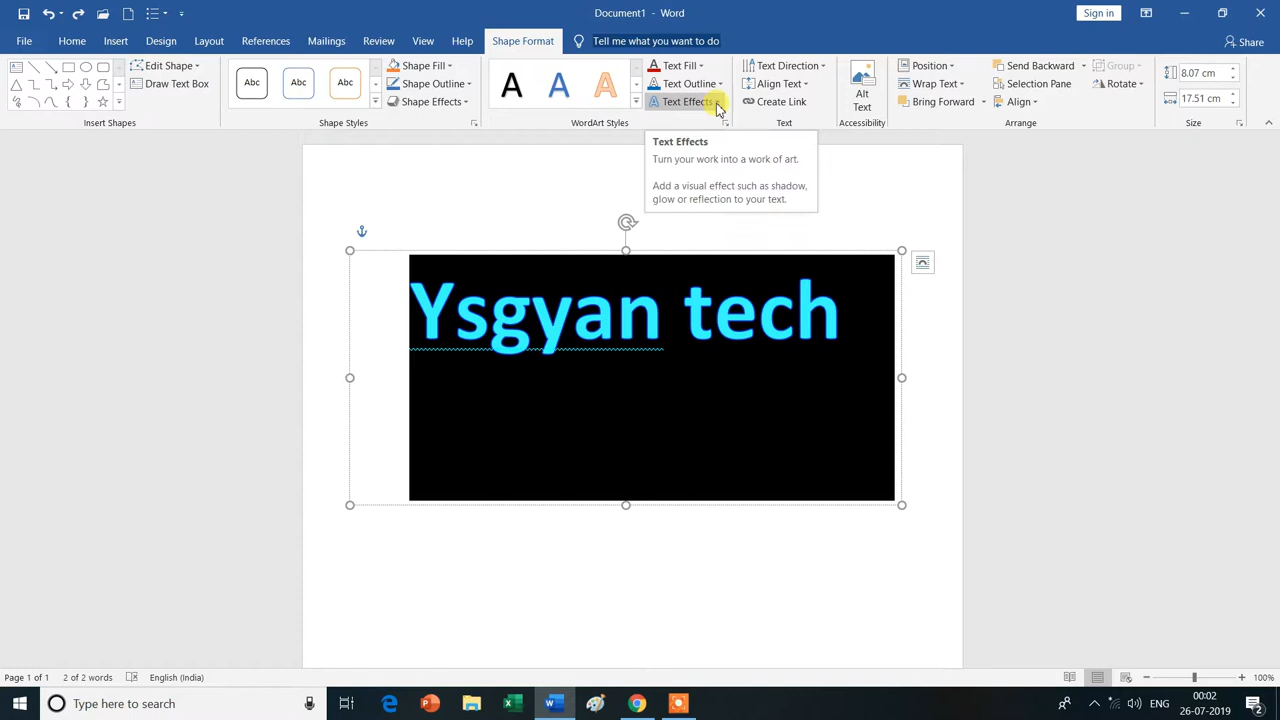 Document1 - Word
Sign in
File Home Insert Design Layout References Mailings Review View Help Shape Format Tell me what you want to do Share
Edit Shape
Draw Text Box
Insert Shapes
Abc Abc Abc
Shape Fill
Shape Outline
Shape Effects
Shape Styles
A A A
Text Fill
Text Outline
Text Effects
WordArt Styles
Text Direction
Align Text
Create Link
Text
Alt
Text
Accessibility
Position
Wrap Text
Bring Forward
Send Backward
Selection Pane
Align
Group
Rotate
Arrange
8.07 cm
17.51 cm
Size
Text Effects
Turn your work into a work of art.
Add a visual effect such as shadow,
glow or reflection to your text.
Ysgyan tech
Page 1 of 1 2 of 2 words English (India) 100%
Type here to search
ENG
00:02
26-07-2019
2